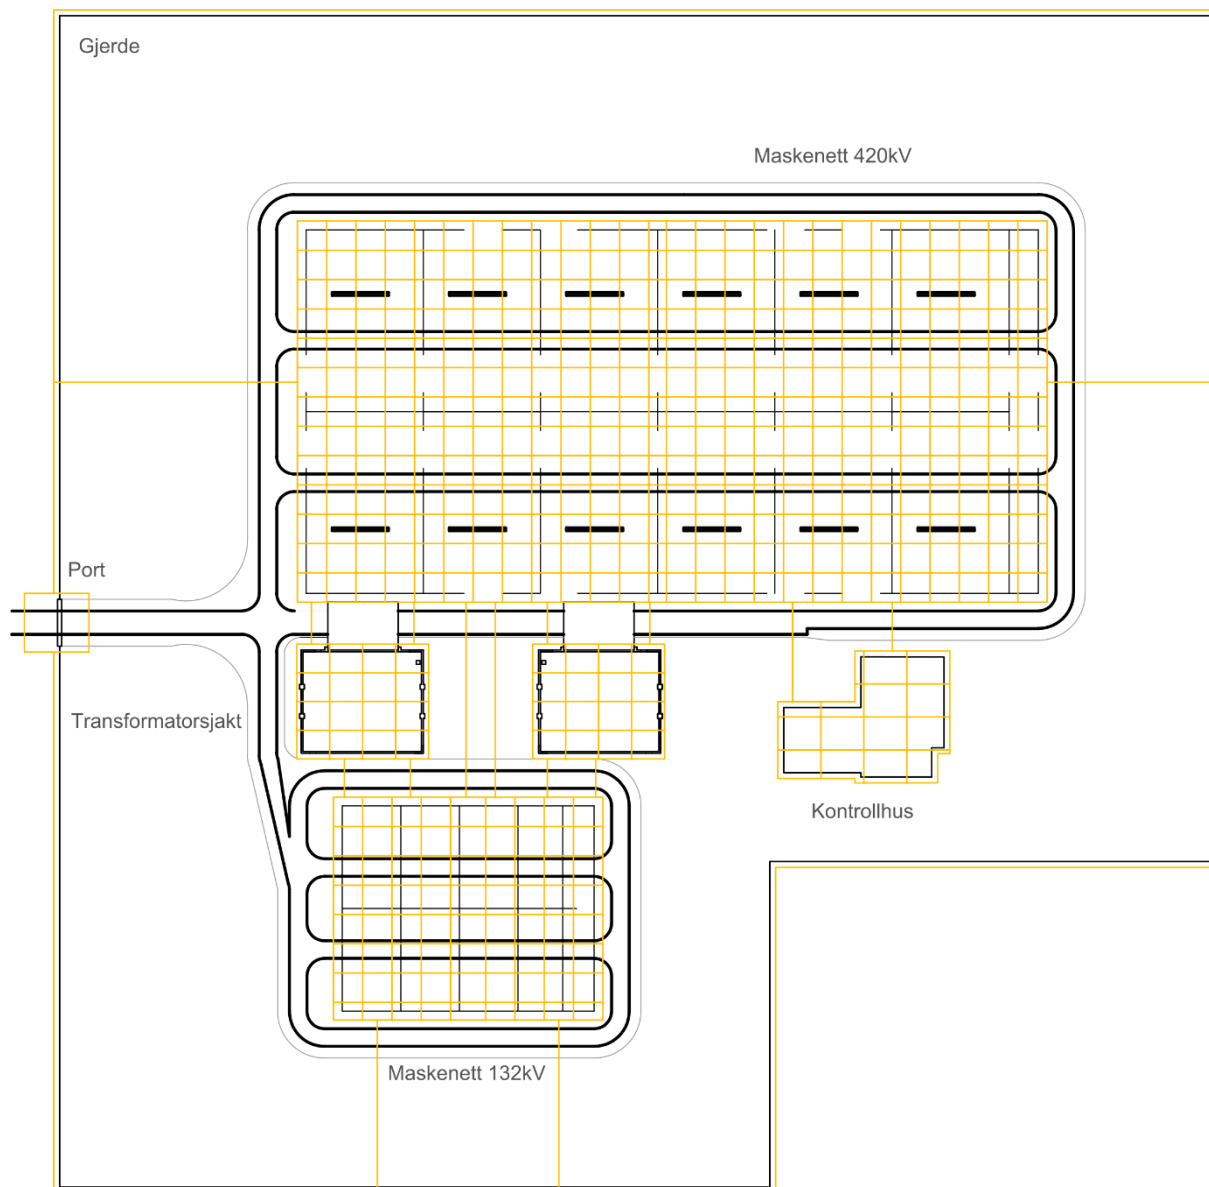 Gjerde
Maskenett 420kV
Port
Transformatorsjakt
Kontrollhus
Maskenett 132kV